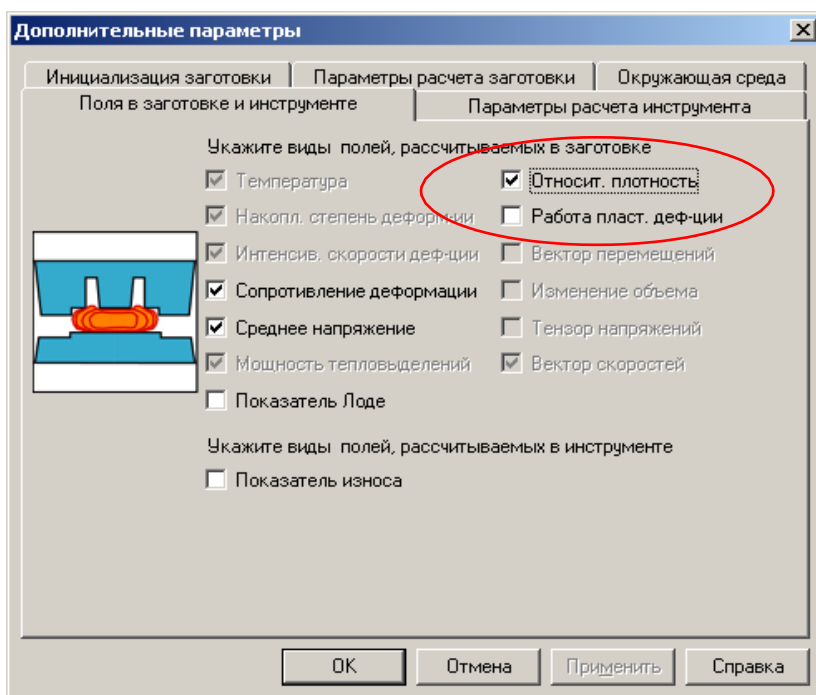 Дополнительные параметры
Инициализация заготовки
Параметры расчета заготовки
Окружающая среда
Поля в заготовке и инструменте
Параметры расчета инструмента
Укажите виды полей, рассчитываемых в заготовке
Температура
Относит. плотность
Накопл. степень деформ-ии
Работа пласт. деф-ции
Интенсив. скорости деф-ции
Вектор перемещений
Сопротивление деформации
Изменение объема
Среднее напряжение
Тензор напряжений
Мощность тепловыделений
Вектор скоростей
Показатель Лоде
Укажите виды полей, рассчитываемых в инструменте
Показатель износа
OK
Отмена
Применить
Справка